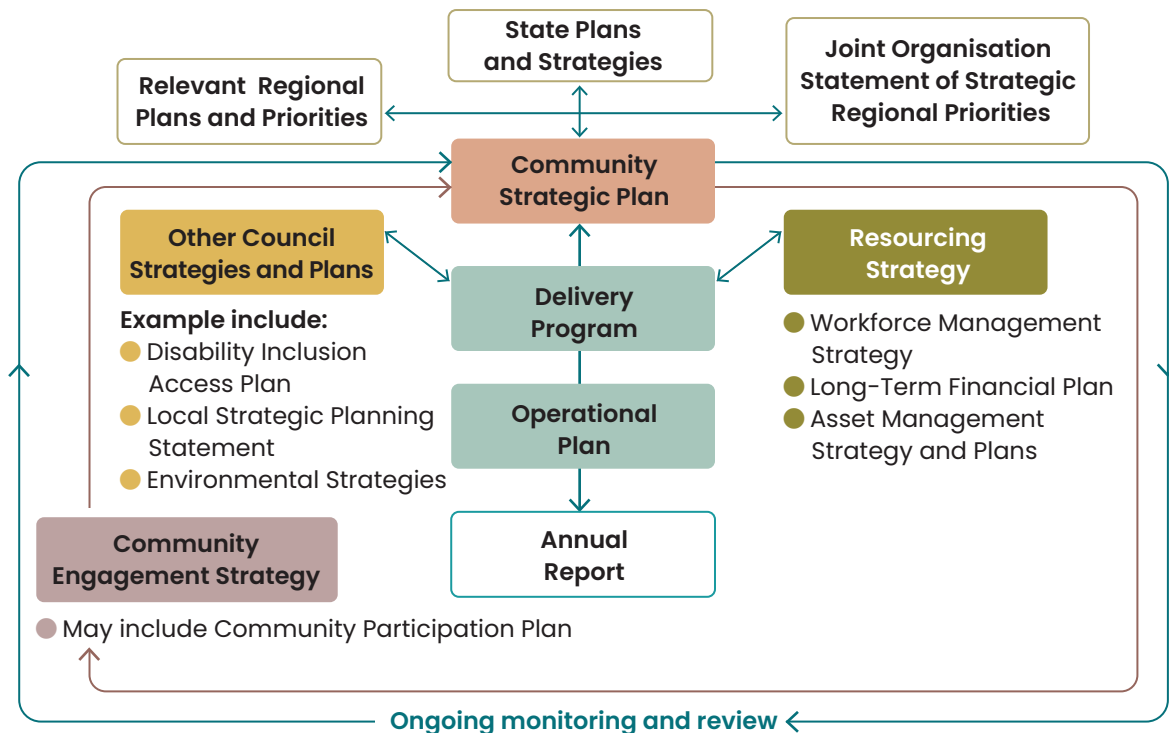 State Plans
and Strategies
Joint Organisation
Statement of Strategic
Regional Priorities
Relevant Regional
Plans and Priorities
Community
Strategic Plan
Other Council
Strategies and Plans
Resourcing
Strategy
Delivery
Program
Example include:
Disability Inclusion
Access Plan
Local Strategic Planning
Statement
Environmental Strategies
Workforce Management
Strategy
Long-Term Financial Plan
Asset Management
Strategy and Plans
Operational
Plan
Community
Engagement Strategy
Annual
Report
May include Community Participation Plan
Ongoing monitoring and review